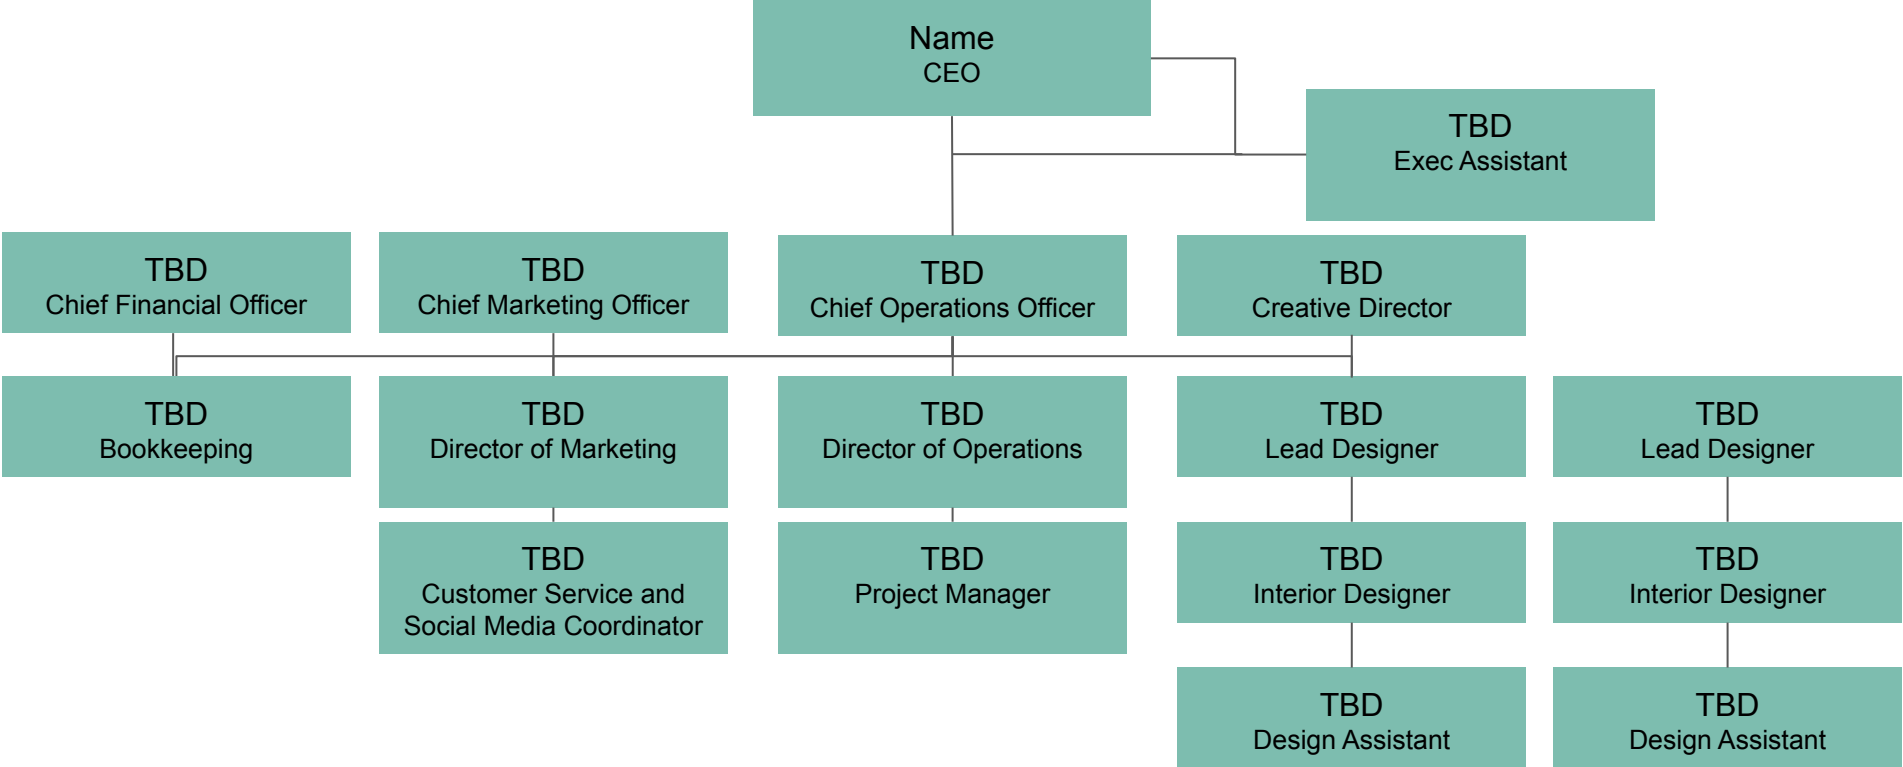 Name
CEO
TBD
Exec Assistant
TBD
Chief Financial Officer
TBD
Chief Marketing Officer
TBD
Chief Operations Officer
TBD
Creative Director
TBD
Bookkeeping
TBD
Director of Marketing
TBD
Director of Operations
TBD
Lead Designer
TBD
Lead Designer
TBD
Customer Service and
Social Media Coordinator
TBD
Project Manager
TBD
Interior Designer
TBD
Interior Designer
TBD
Design Assistant
TBD
Design Assistant